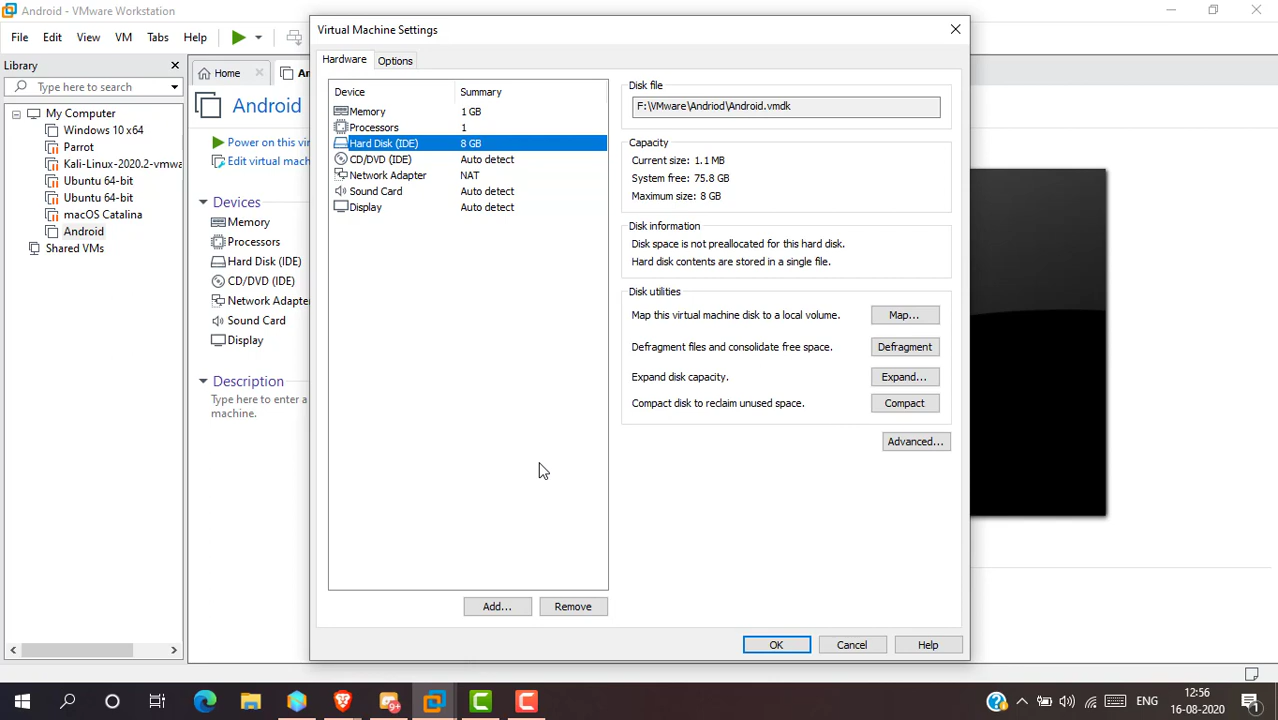 Android - VMware Workstation
File Edit View VM Tabs Help
Library
Type here to search
My Computer
Windows 10 x64
Parrot
Kali-Linux-2020.2-vmwa
Ubuntu 64-bit
Ubuntu 64-bit
macOS Catalina
Android
Shared VMs
Home
An
Android
Power on this vir
Edit virtual mach
Devices
Memory
Processors
Hard Disk (IDE)
CD/DVD (IDE)
Network Adapte
Sound Card
Display
Description
Type here to enter a
machine.
Virtual Machine Settings
Hardware Options
Device Summary
Memory 1 GB
Processors 1
Hard Disk (IDE) 8 GB
CD/DVD (IDE) Auto detect
Network Adapter NAT
Sound Card Auto detect
Display Auto detect
Add... Remove
Disk file
F:\VMware\Andriod\Android.vmdk
Capacity
Current size: 1.1 MB
System free: 75.8 GB
Maximum size: 8 GB
Disk information
Disk space is not preallocated for this hard disk.
Hard disk contents are stored in a single file.
Disk utilities
Map this virtual machine disk to a local volume. Map...
Defragment files and consolidate free space. Defragment
Expand disk capacity. Expand...
Compact disk to reclaim unused space. Compact
Advanced...
OK Cancel Help
9+
ENG
12:56
16-08-2020
1